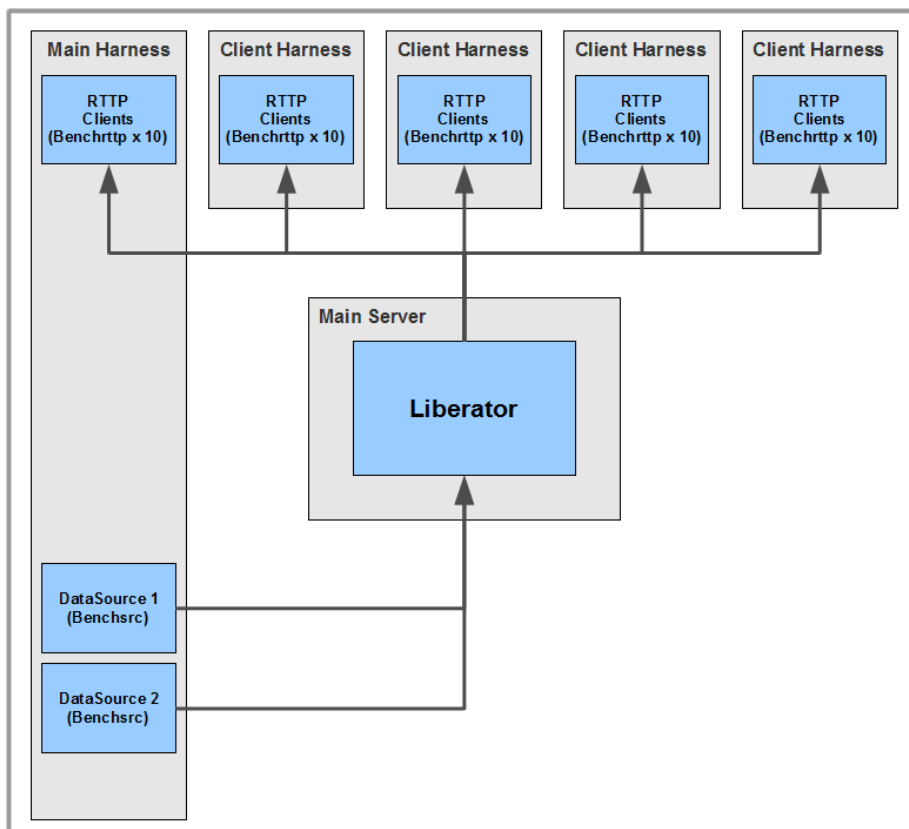 Main Harness
RTTP
Clients
(Benchrttp x 10)
Client Harness
RTTP
Clients
(Benchrttp x 10)
Client Harness
RTTP
Clients
(Benchrttp x 10)
Client Harness
RTTP
Clients
(Benchrttp x 10)
Client Harness
RTTP
Clients
(Benchrttp x 10)
Main Server
Liberator
DataSource 1
(Benchsrc)
DataSource 2
(Benchsrc)